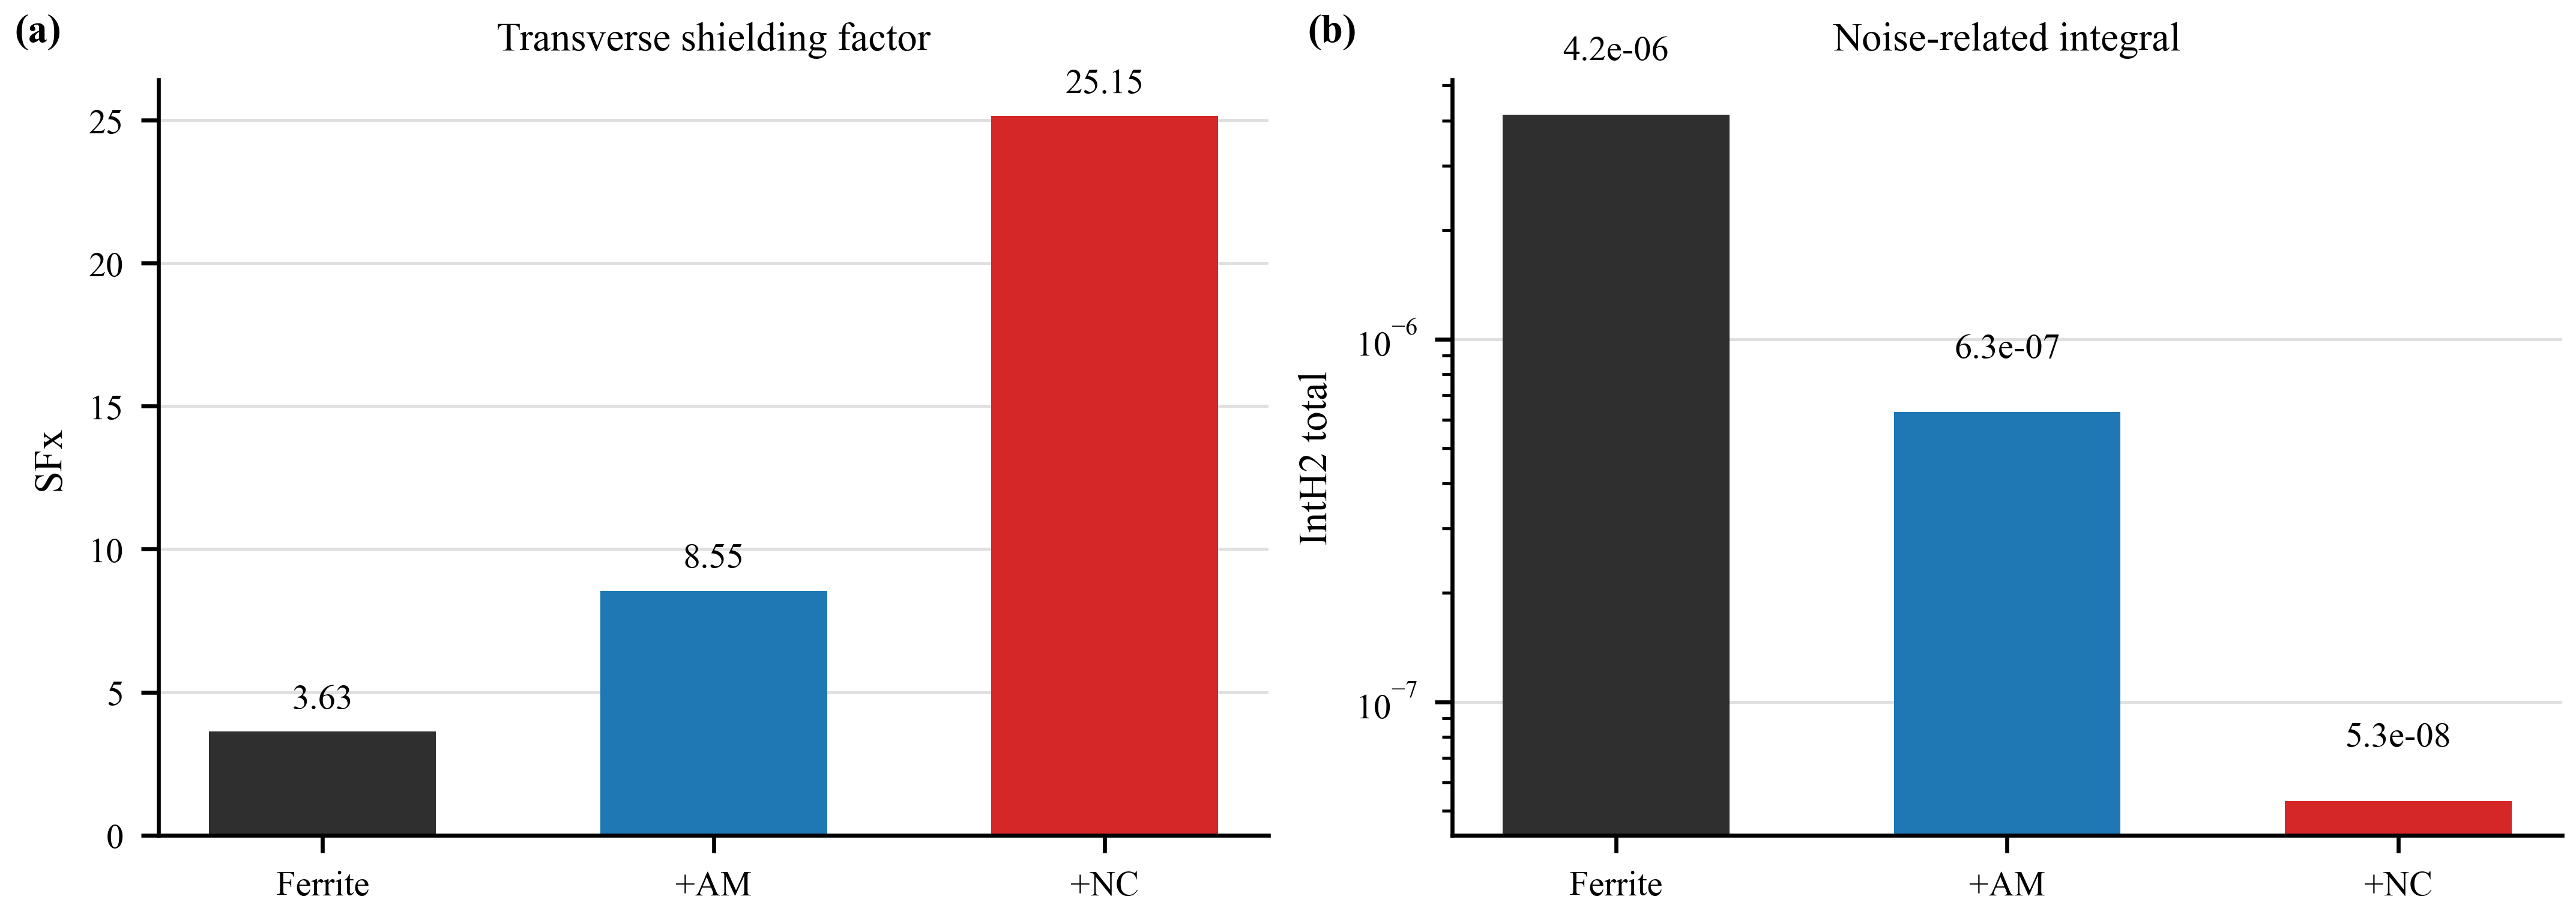 (a)
Transverse shielding factor
SFx
25
20
15
10
5
0
3.63
8.55
25.15
Ferrite
+AM
+NC
(b)
Noise-related integral
IntH2 total
10⁻⁶
10⁻⁷
4.2e-06
6.3e-07
5.3e-08
Ferrite
+AM
+NC